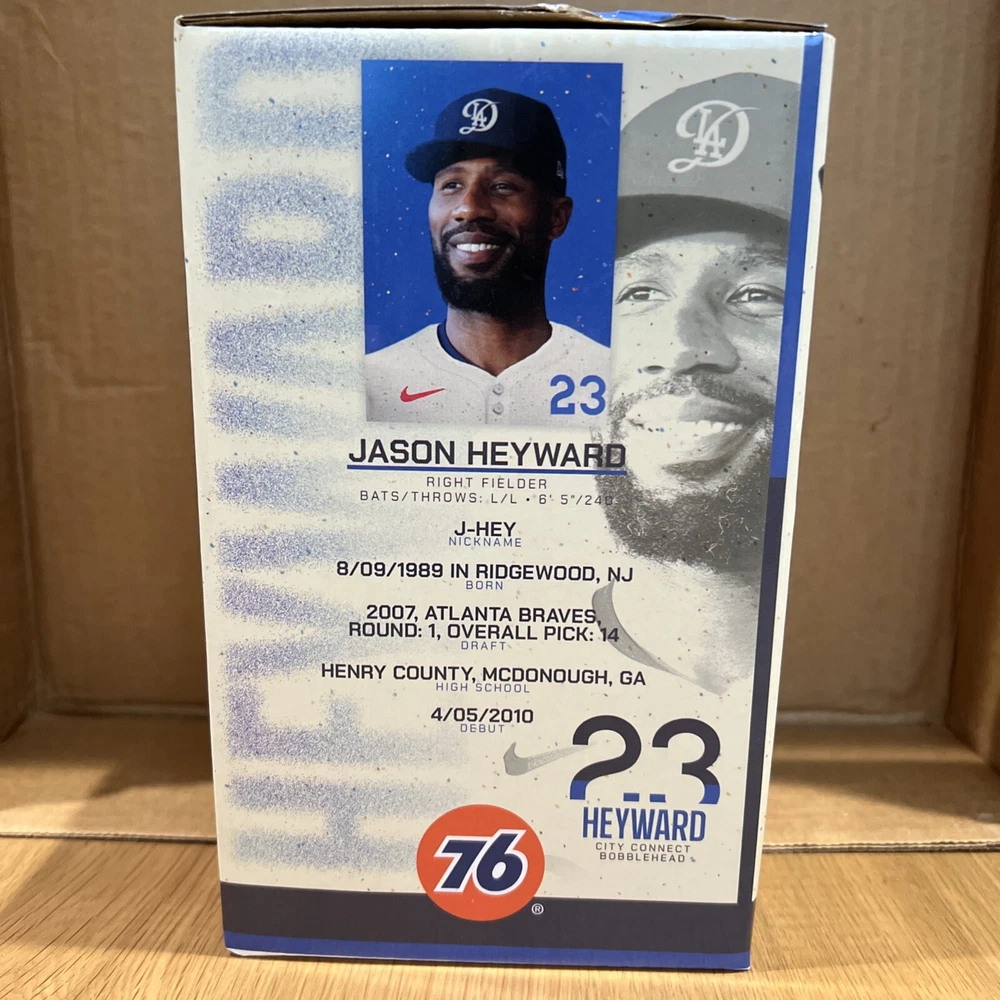 HEYWARD
LAD
LAD
23
JASON HEYWARD
RIGHT FIELDER
BATS/THROWS: L/L • 6' 5"/240
J-HEY
NICKNAME
8/09/1989 IN RIDGEWOOD, NJ
BORN
2007, ATLANTA BRAVES,
ROUND: 1, OVERALL PICK: 14
DRAFT
HENRY COUNTY, MCDONOUGH, GA
HIGH SCHOOL
4/05/2010
DEBUT
23
HEYWARD
CITY CONNECT
BOBBLEHEAD
76®